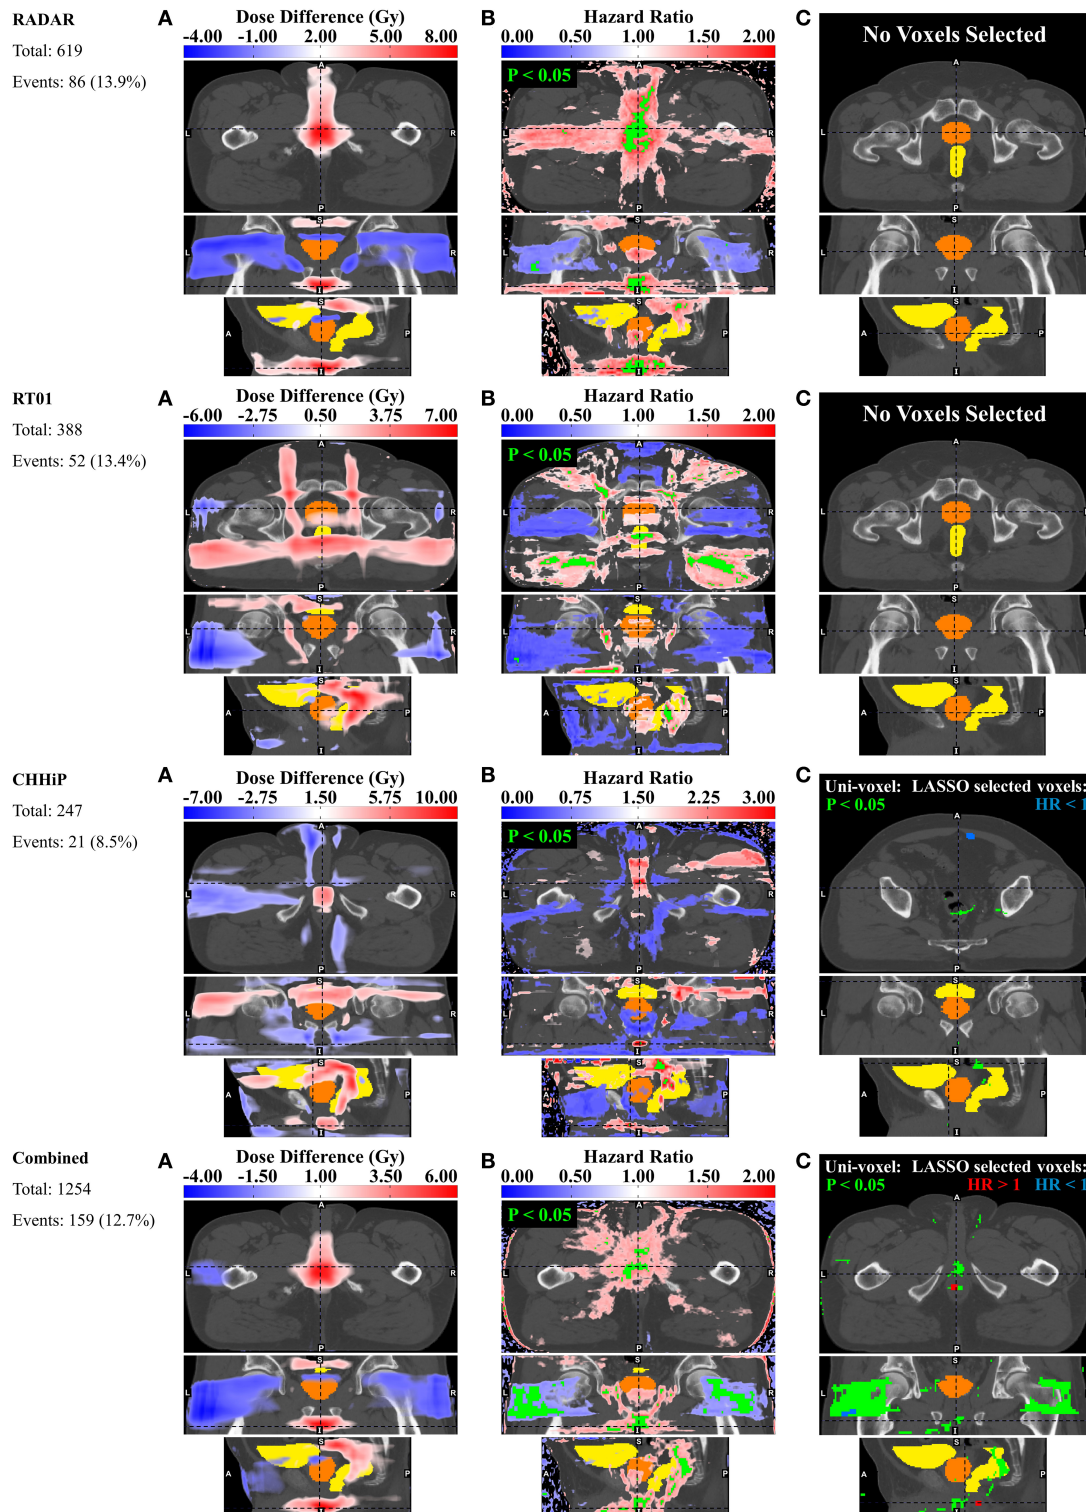 RADAR
Total: 619
Events: 86 (13.9%)
A Dose Difference (Gy)
-4.00 -1.00 2.00 5.00 8.00
A
L R
P
S
L R
I
S
A P
I
B Hazard Ratio
0.00 0.50 1.00 1.50 2.00
P < 0.05
A
L R
P
S
L R
I
S
A P
I
C
No Voxels Selected
A
L R
P
S
L R
I
S
A P
I
RT01
Total: 388
Events: 52 (13.4%)
A Dose Difference (Gy)
-6.00 -2.75 0.50 3.75 7.00
A
L R
P
S
L R
I
S
A P
I
B Hazard Ratio
0.00 0.50 1.00 1.50 2.00
P < 0.05
A
L R
P
S
L R
I
S
A P
I
C
No Voxels Selected
A
L R
P
S
L R
I
S
A P
I
CHHiP
Total: 247
Events: 21 (8.5%)
A Dose Difference (Gy)
-7.00 -2.75 1.50 5.75 10.00
A
L R
P
S
L R
I
S
A P
I
B Hazard Ratio
0.00 0.75 1.50 2.25 3.00
P < 0.05
A
L R
P
S
L R
I
S
A P
I
C
Uni-voxel: LASSO selected voxels:
P < 0.05 HR < 1
A
L R
P
S
L R
I
S
A P
I
Combined
Total: 1254
Events: 159 (12.7%)
A Dose Difference (Gy)
-4.00 -1.50 1.00 3.50 6.00
A
L R
P
S
L R
I
S
A P
I
B Hazard Ratio
0.00 0.50 1.00 1.50 2.00
P < 0.05
A
L R
P
S
L R
I
S
A P
I
C
Uni-voxel: LASSO selected voxels:
P < 0.05 HR > 1 HR < 1
A
L R
P
S
L R
I
S
A P
I